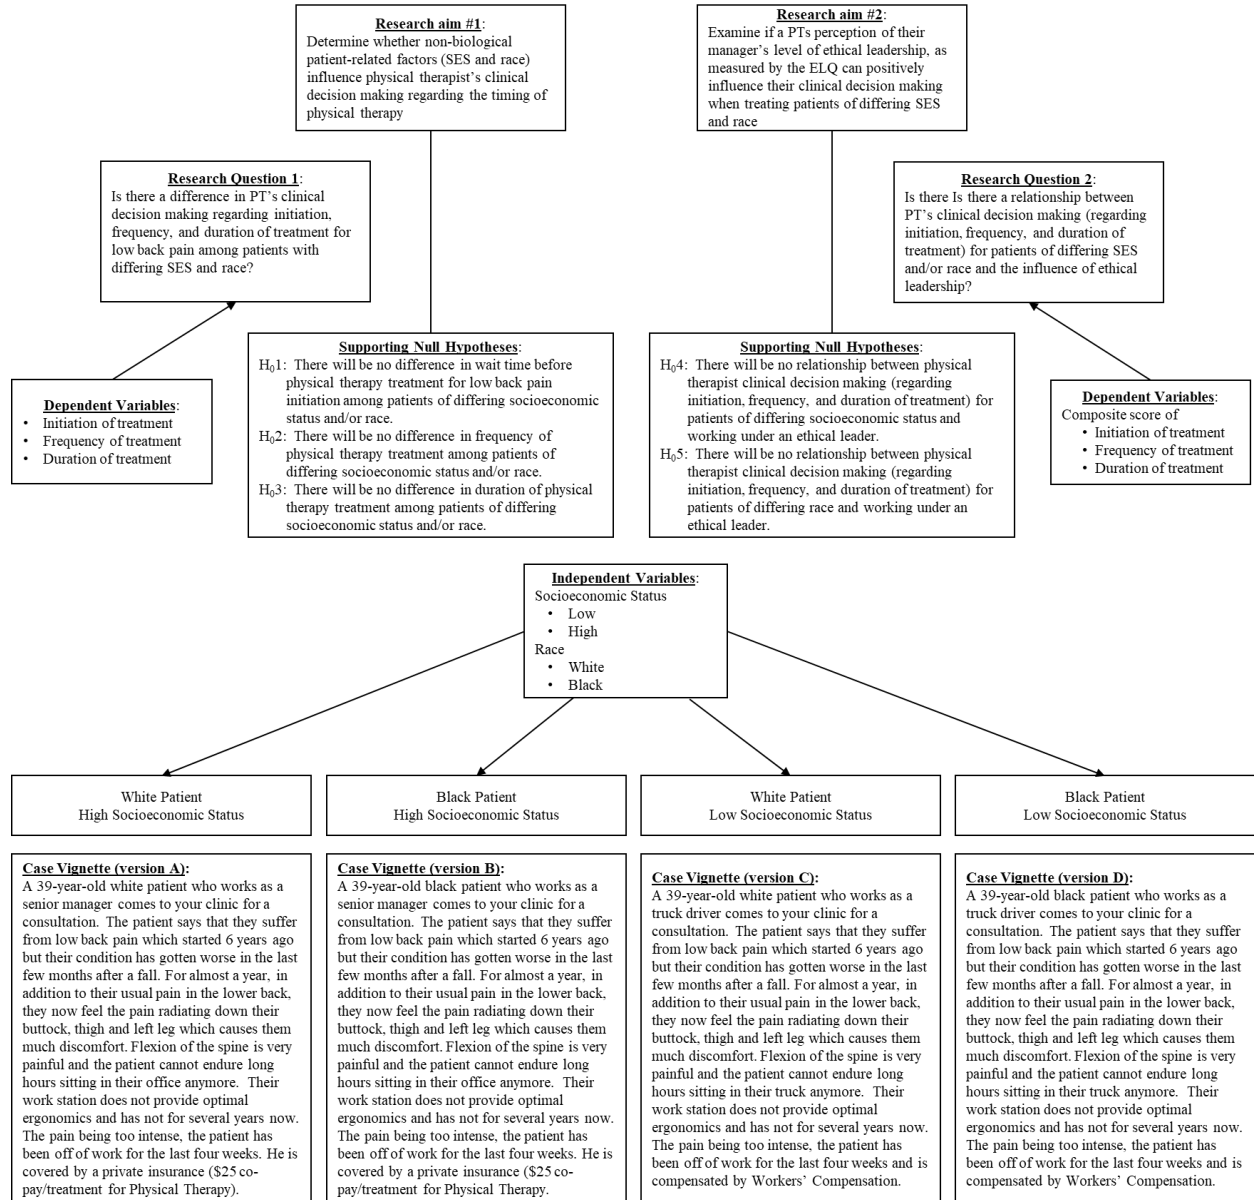 Research aim #1:
Determine whether non-biological
patient-related factors (SES and race)
influence physical therapist's clinical
decision making regarding the timing of
physical therapy
Research aim #2:
Examine if a PTs perception of their
manager's level of ethical leadership, as
measured by the ELQ can positively
influence their clinical decision making
when treating patients of differing SES
and race
Research Question 1:
Is there a difference in PT's clinical
decision making regarding initiation,
frequency, and duration of treatment for
low back pain among patients with
differing SES and race?
Research Question 2:
Is there Is there a relationship between
PT's clinical decision making (regarding
initiation, frequency, and duration of
treatment) for patients of differing SES
and/or race and the influence of ethical
leadership?
Dependent Variables:
• Initiation of treatment
• Frequency of treatment
• Duration of treatment
Supporting Null Hypotheses:
H₀1: There will be no difference in wait time before
physical therapy treatment for low back pain
initiation among patients of differing socioeconomic
status and/or race.
H₀2: There will be no difference in frequency of
physical therapy treatment among patients of
differing socioeconomic status and/or race.
H₀3: There will be no difference in duration of physical
therapy treatment among patients of differing
socioeconomic status and/or race.
Supporting Null Hypotheses:
H₀4: There will be no relationship between physical
therapist clinical decision making (regarding
initiation, frequency, and duration of treatment) for
patients of differing socioeconomic status and
working under an ethical leader.
H₀5: There will be no relationship between physical
therapist clinical decision making (regarding
initiation, frequency, and duration of treatment) for
patients of differing race and working under an
ethical leader.
Dependent Variables:
Composite score of
• Initiation of treatment
• Frequency of treatment
• Duration of treatment
Independent Variables:
Socioeconomic Status
• Low
• High
Race
• White
• Black
White Patient
High Socioeconomic Status
Black Patient
High Socioeconomic Status
White Patient
Low Socioeconomic Status
Black Patient
Low Socioeconomic Status
Case Vignette (version A):
A 39-year-old white patient who works as a
senior manager comes to your clinic for a
consultation. The patient says that they suffer
from low back pain which started 6 years ago
but their condition has gotten worse in the last
few months after a fall. For almost a year, in
addition to their usual pain in the lower back,
they now feel the pain radiating down their
buttock, thigh and left leg which causes them
much discomfort. Flexion of the spine is very
painful and the patient cannot endure long
hours sitting in their office anymore. Their
work station does not provide optimal
ergonomics and has not for several years now.
The pain being too intense, the patient has
been off of work for the last four weeks. He is
covered by a private insurance ($25 co-
pay/treatment for Physical Therapy).
Case Vignette (version B):
A 39-year-old black patient who works as a
senior manager comes to your clinic for a
consultation. The patient says that they suffer
from low back pain which started 6 years ago
but their condition has gotten worse in the last
few months after a fall. For almost a year, in
addition to their usual pain in the lower back,
they now feel the pain radiating down their
buttock, thigh and left leg which causes them
much discomfort. Flexion of the spine is very
painful and the patient cannot endure long
hours sitting in their office anymore. Their
work station does not provide optimal
ergonomics and has not for several years now.
The pain being too intense, the patient has
been off of work for the last four weeks. He is
covered by a private insurance ($25 co-
pay/treatment for Physical Therapy.
Case Vignette (version C):
A 39-year-old white patient who works as a
truck driver comes to your clinic for a
consultation. The patient says that they suffer
from low back pain which started 6 years ago
but their condition has gotten worse in the last
few months after a fall. For almost a year, in
addition to their usual pain in the lower back,
they now feel the pain radiating down their
buttock, thigh and left leg which causes them
much discomfort. Flexion of the spine is very
painful and the patient cannot endure long
hours sitting in their truck anymore. Their
work station does not provide optimal
ergonomics and has not for several years now.
The pain being too intense, the patient has
been off of work for the last four weeks and is
compensated by Workers' Compensation.
Case Vignette (version D):
A 39-year-old black patient who works as a
truck driver comes to your clinic for a
consultation. The patient says that they suffer
from low back pain which started 6 years ago
but their condition has gotten worse in the last
few months after a fall. For almost a year, in
addition to their usual pain in the lower back,
they now feel the pain radiating down their
buttock, thigh and left leg which causes them
much discomfort. Flexion of the spine is very
painful and the patient cannot endure long
hours sitting in their truck anymore. Their
work station does not provide optimal
ergonomics and has not for several years now.
The pain being too intense, the patient has
been off of work for the last four weeks and is
compensated by Workers' Compensation.